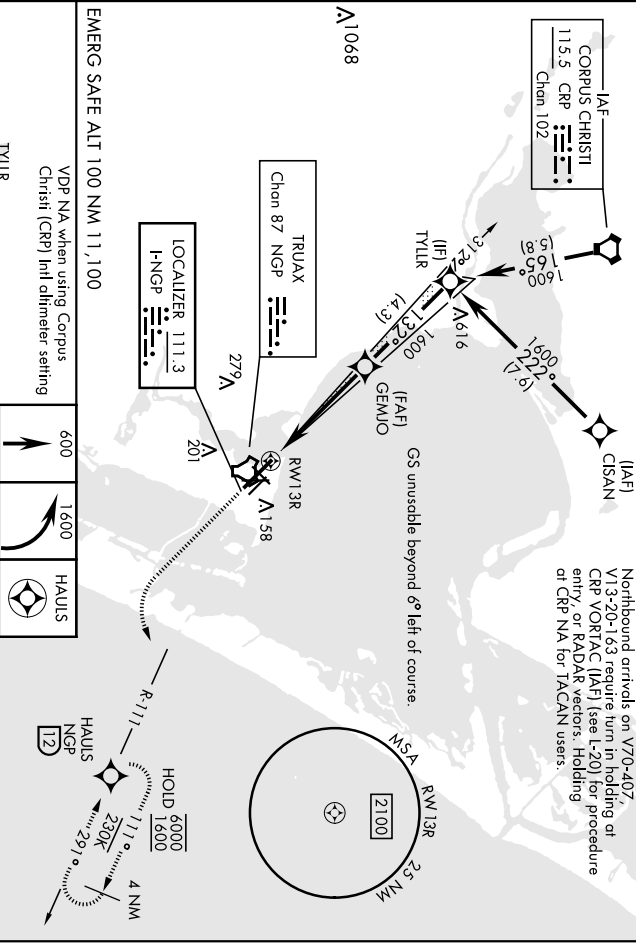 IAF
CORPUS CHRISTI
115.5 CRP
Chan 102
(IAF)
CISAN
Northbound arrivals on V70-407,
V13-20-163 require turn in holding at
CRP VORTAC (IAF) (see L-20) for procedure
entry, or RADAR vectors. Holding
at CRP NA for TACAN users.
1600
165°
(5.8)
1600
222°
(7.6)
312°
(IF)
TYLLR
616
1600
132°
(4.3)
(FAF)
GEMJO
GS unusable beyond 6° left of course.
1068
TRUAX
Chan 87 NGP
LOCALIZER 111.3
I-NGP
279
201
RW13R
158
MSA RW 13R 25 NM
2100
R-111
HAULS
NGP
12
HOLD 6000
1600
230K
111°
291°
4 NM
EMERG SAFE ALT 100 NM 11,100
VDP NA when using Corpus
Christi (CRP) Intl altimeter setting
TYLLR
600
1600
HAULS